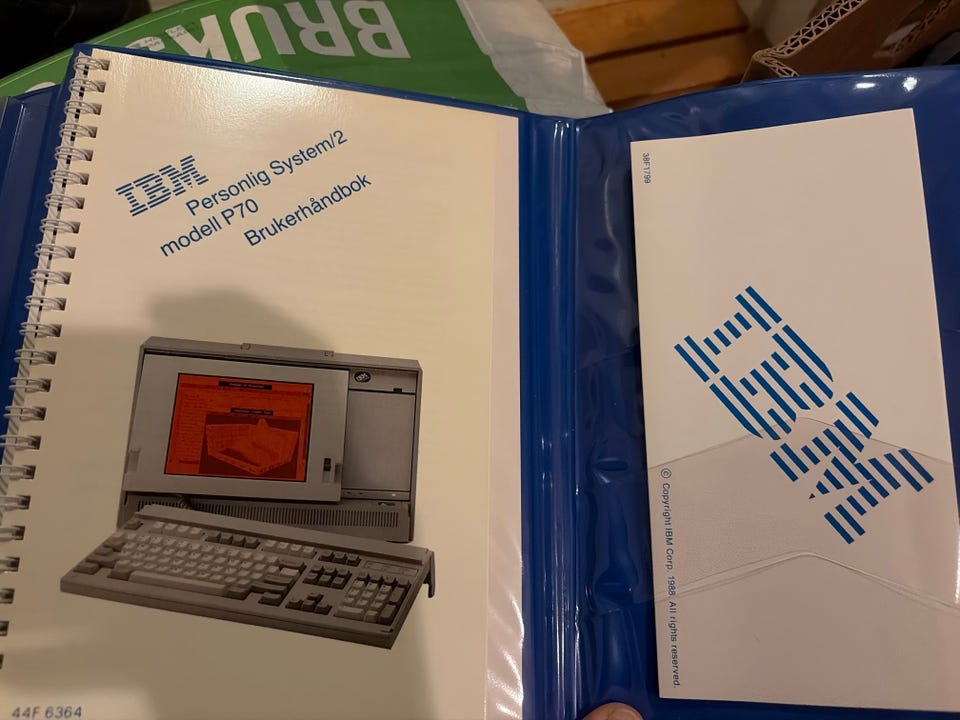 BRUK
IBM
Personlig System/2
modell P70
Brukerhåndbok
44F 6364
38F1799
IBM
© Copyright IBM Corp. 1988. All rights reserved.